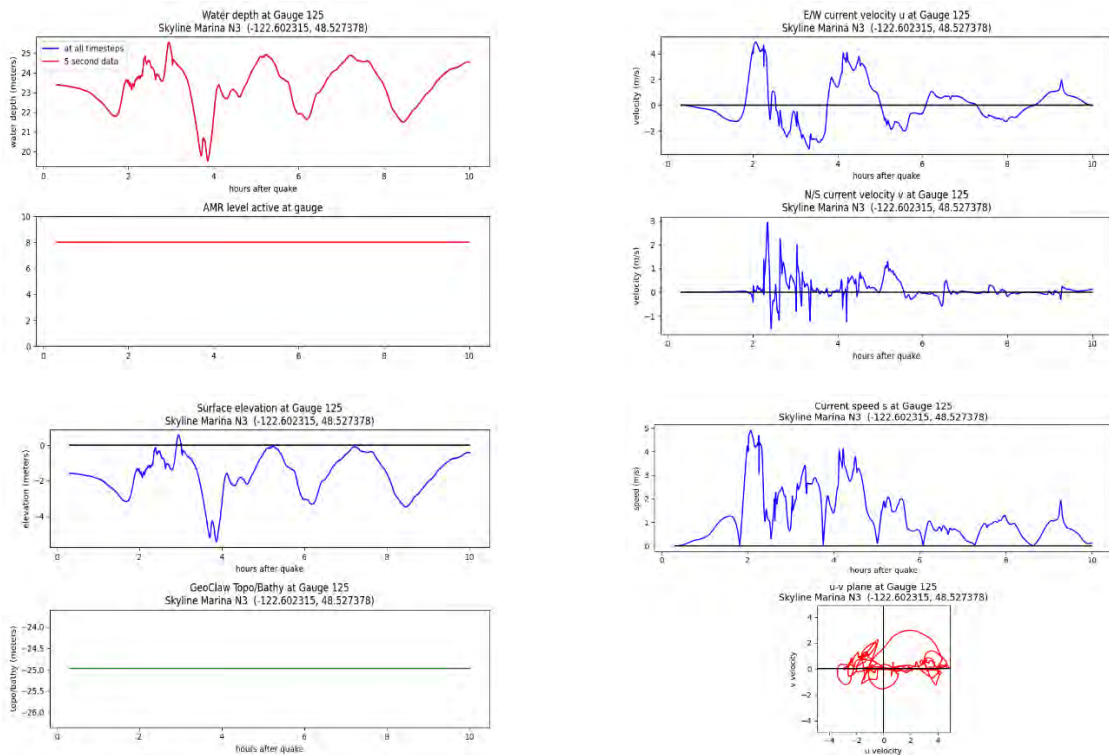 Water depth at Gauge 125
Skyline Marina N3 (-122.602315, 48.527378)
at all timesteps
5 second data
water depth (meters)
25
24
23
22
21
20
0 2 4 6 8 10
hours after quake
AMR level active at gauge
10
8
6
4
2
0
0 2 4 6 8 10
Surface elevation at Gauge 125
Skyline Marina N3 (-122.602315, 48.527378)
elevation (meters)
0
−2
−4
0 2 4 6 8 10
hours after quake
GeoClaw Topo/Bathy at Gauge 125
Skyline Marina N3 (-122.602315, 48.527378)
topo/bathy (meters)
−24.0
−24.5
−25.0
−25.5
−26.0
0 2 4 6 8 10
hours after quake
E/W current velocity u at Gauge 125
Skyline Marina N3 (-122.602315, 48.527378)
velocity (m/s)
4
2
0
−2
0 2 4 6 8 10
hours after quake
N/S current velocity v at Gauge 125
Skyline Marina N3 (-122.602315, 48.527378)
velocity (m/s)
3
2
1
0
−1
0 2 4 6 8 10
hours after quake
Current speed s at Gauge 125
Skyline Marina N3 (-122.602315, 48.527378)
speed (m/s)
5
4
3
2
1
0
0 2 4 6 8 10
hours after quake
u-v plane at Gauge 125
Skyline Marina N3 (-122.602315, 48.527378)
v velocity
4
2
0
−2
−4
−4 −2 0 2 4
u velocity